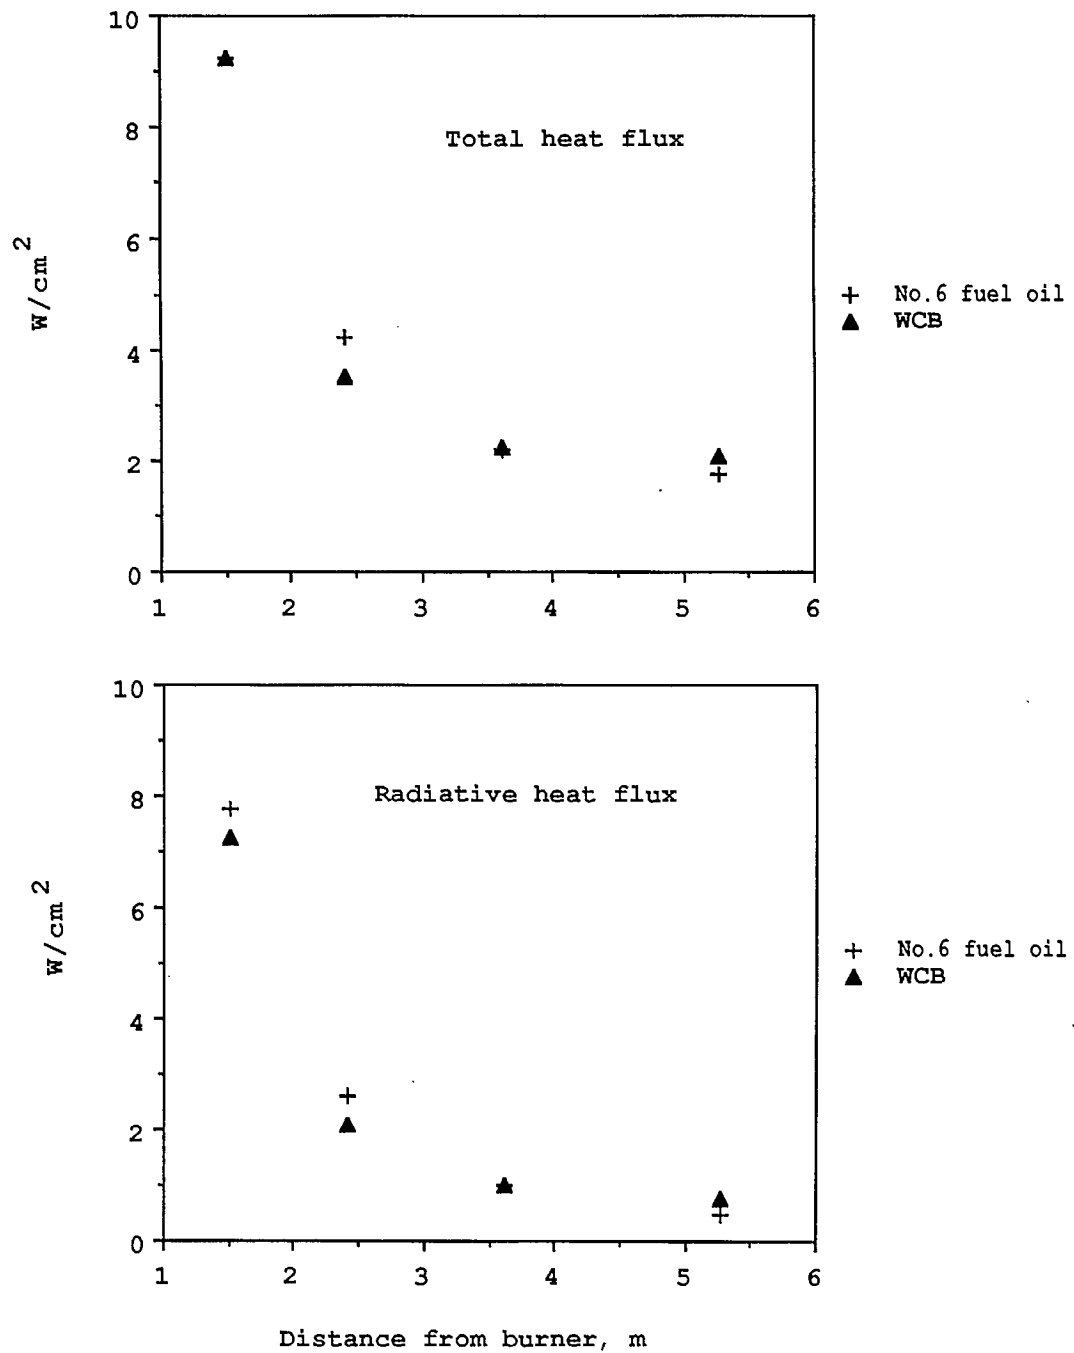 10
Total heat flux
8
6
W/cm²
4
2
0
1 2 3 4 5 6
+ No.6 fuel oil
▲ WCB
10
Radiative heat flux
8
6
W/cm²
4
2
0
1 2 3 4 5 6
+ No.6 fuel oil
▲ WCB
Distance from burner, m